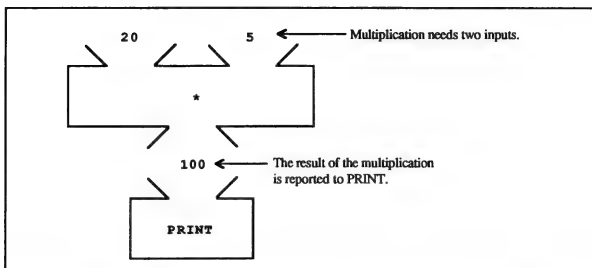 20 5 Multiplication needs two inputs.
*
100 The result of the multiplication
is reported to PRINT.
PRINT